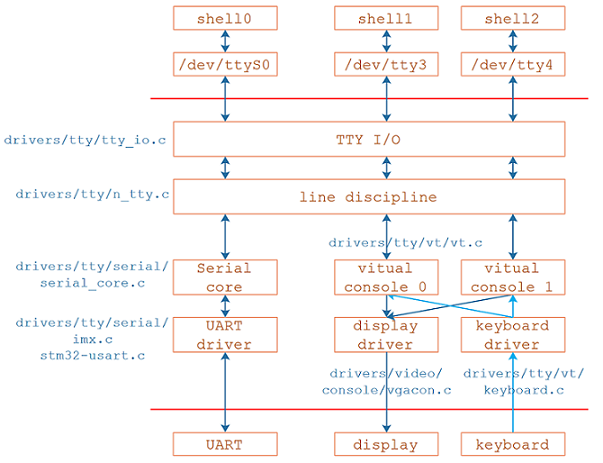 shell0 shell1 shell2
/dev/ttyS0 /dev/tty3 /dev/tty4
drivers/tty/tty_io.c TTY I/O
drivers/tty/n_tty.c line discipline
drivers/tty/vt/vt.c
drivers/tty/serial/
serial_core.c
Serial
core
vitual
console 0
vitual
console 1
drivers/tty/serial/
imx.c
stm32-usart.c
UART
driver
display
driver
keyboard
driver
drivers/video/
console/vgacon.c
drivers/tty/vt/
keyboard.c
UART display keyboard